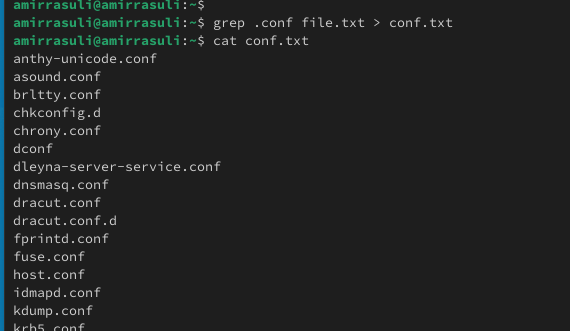 amirrasuli@amirrasuli:~$
amirrasuli@amirrasuli:~$ grep .conf file.txt > conf.txt
amirrasuli@amirrasuli:~$ cat conf.txt
anthy-unicode.conf
asound.conf
brltty.conf
chkconfig.d
chrony.conf
dconf
dleyna-server-service.conf
dnsmasq.conf
dracut.conf
dracut.conf.d
fprintd.conf
fuse.conf
host.conf
idmapd.conf
kdump.conf
krb5.conf